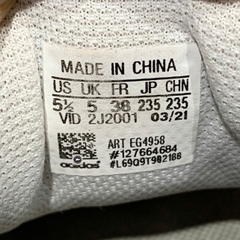 MADE IN CHINA
US UK FR JP CHN
5½ 5 38 235 235
VID 2J2001 03/21
ART EG4958
#127664684
#L69Q9T982188
adidas